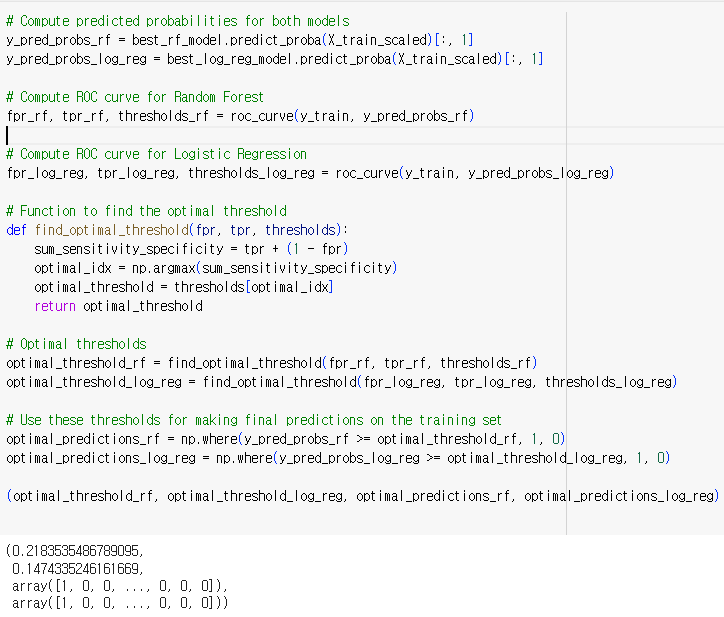 # Compute predicted probabilities for both models
y_pred_probs_rf = best_rf_model.predict_proba(X_train_scaled)[:, 1]
y_pred_probs_log_reg = best_log_reg_model.predict_proba(X_train_scaled)[:, 1]

# Compute ROC curve for Random Forest
fpr_rf, tpr_rf, thresholds_rf = roc_curve(y_train, y_pred_probs_rf)

# Compute ROC curve for Logistic Regression
fpr_log_reg, tpr_log_reg, thresholds_log_reg = roc_curve(y_train, y_pred_probs_log_reg)

# Function to find the optimal threshold
def find_optimal_threshold(fpr, tpr, thresholds):
    sum_sensitivity_specificity = tpr + (1 - fpr)
    optimal_idx = np.argmax(sum_sensitivity_specificity)
    optimal_threshold = thresholds[optimal_idx]
    return optimal_threshold

# Optimal thresholds
optimal_threshold_rf = find_optimal_threshold(fpr_rf, tpr_rf, thresholds_rf)
optimal_threshold_log_reg = find_optimal_threshold(fpr_log_reg, tpr_log_reg, thresholds_log_reg)

# Use these thresholds for making final predictions on the training set
optimal_predictions_rf = np.where(y_pred_probs_rf >= optimal_threshold_rf, 1, 0)
optimal_predictions_log_reg = np.where(y_pred_probs_log_reg >= optimal_threshold_log_reg, 1, 0)

(optimal_threshold_rf, optimal_threshold_log_reg, optimal_predictions_rf, optimal_predictions_log_reg)

(0.2183535486789095,
 0.1474335246161669,
 array([1, 0, 0, ..., 0, 0, 0]),
 array([1, 0, 0, ..., 0, 0, 0]))